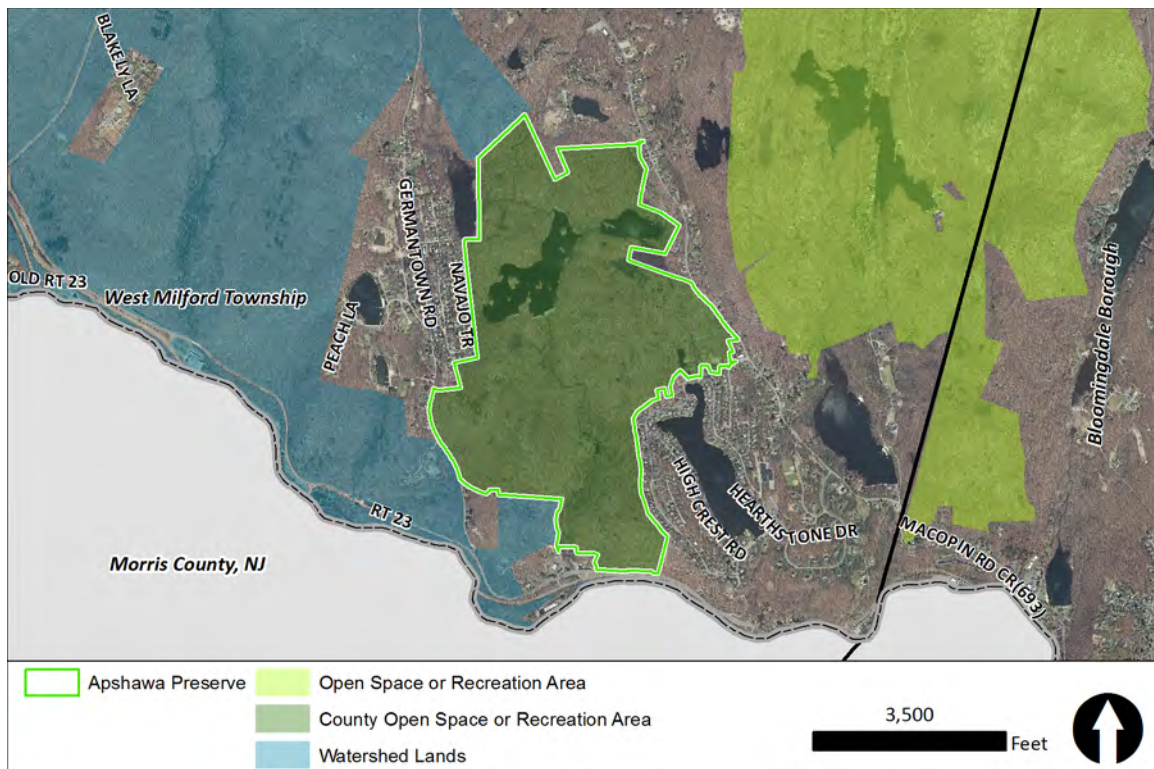 BLAKELY LA
GERMANTOWN RD
NAVAJO TR
OLD RT 23
West Milford Township
PEACH LA
Bloomingdale Borough
HIGH CREST RD
HEARTHSTONE DR
RT 23
MACOPIN RD CR(693)
Morris County, NJ
Apshawa Preserve
Open Space or Recreation Area
County Open Space or Recreation Area
Watershed Lands
3,500
Feet